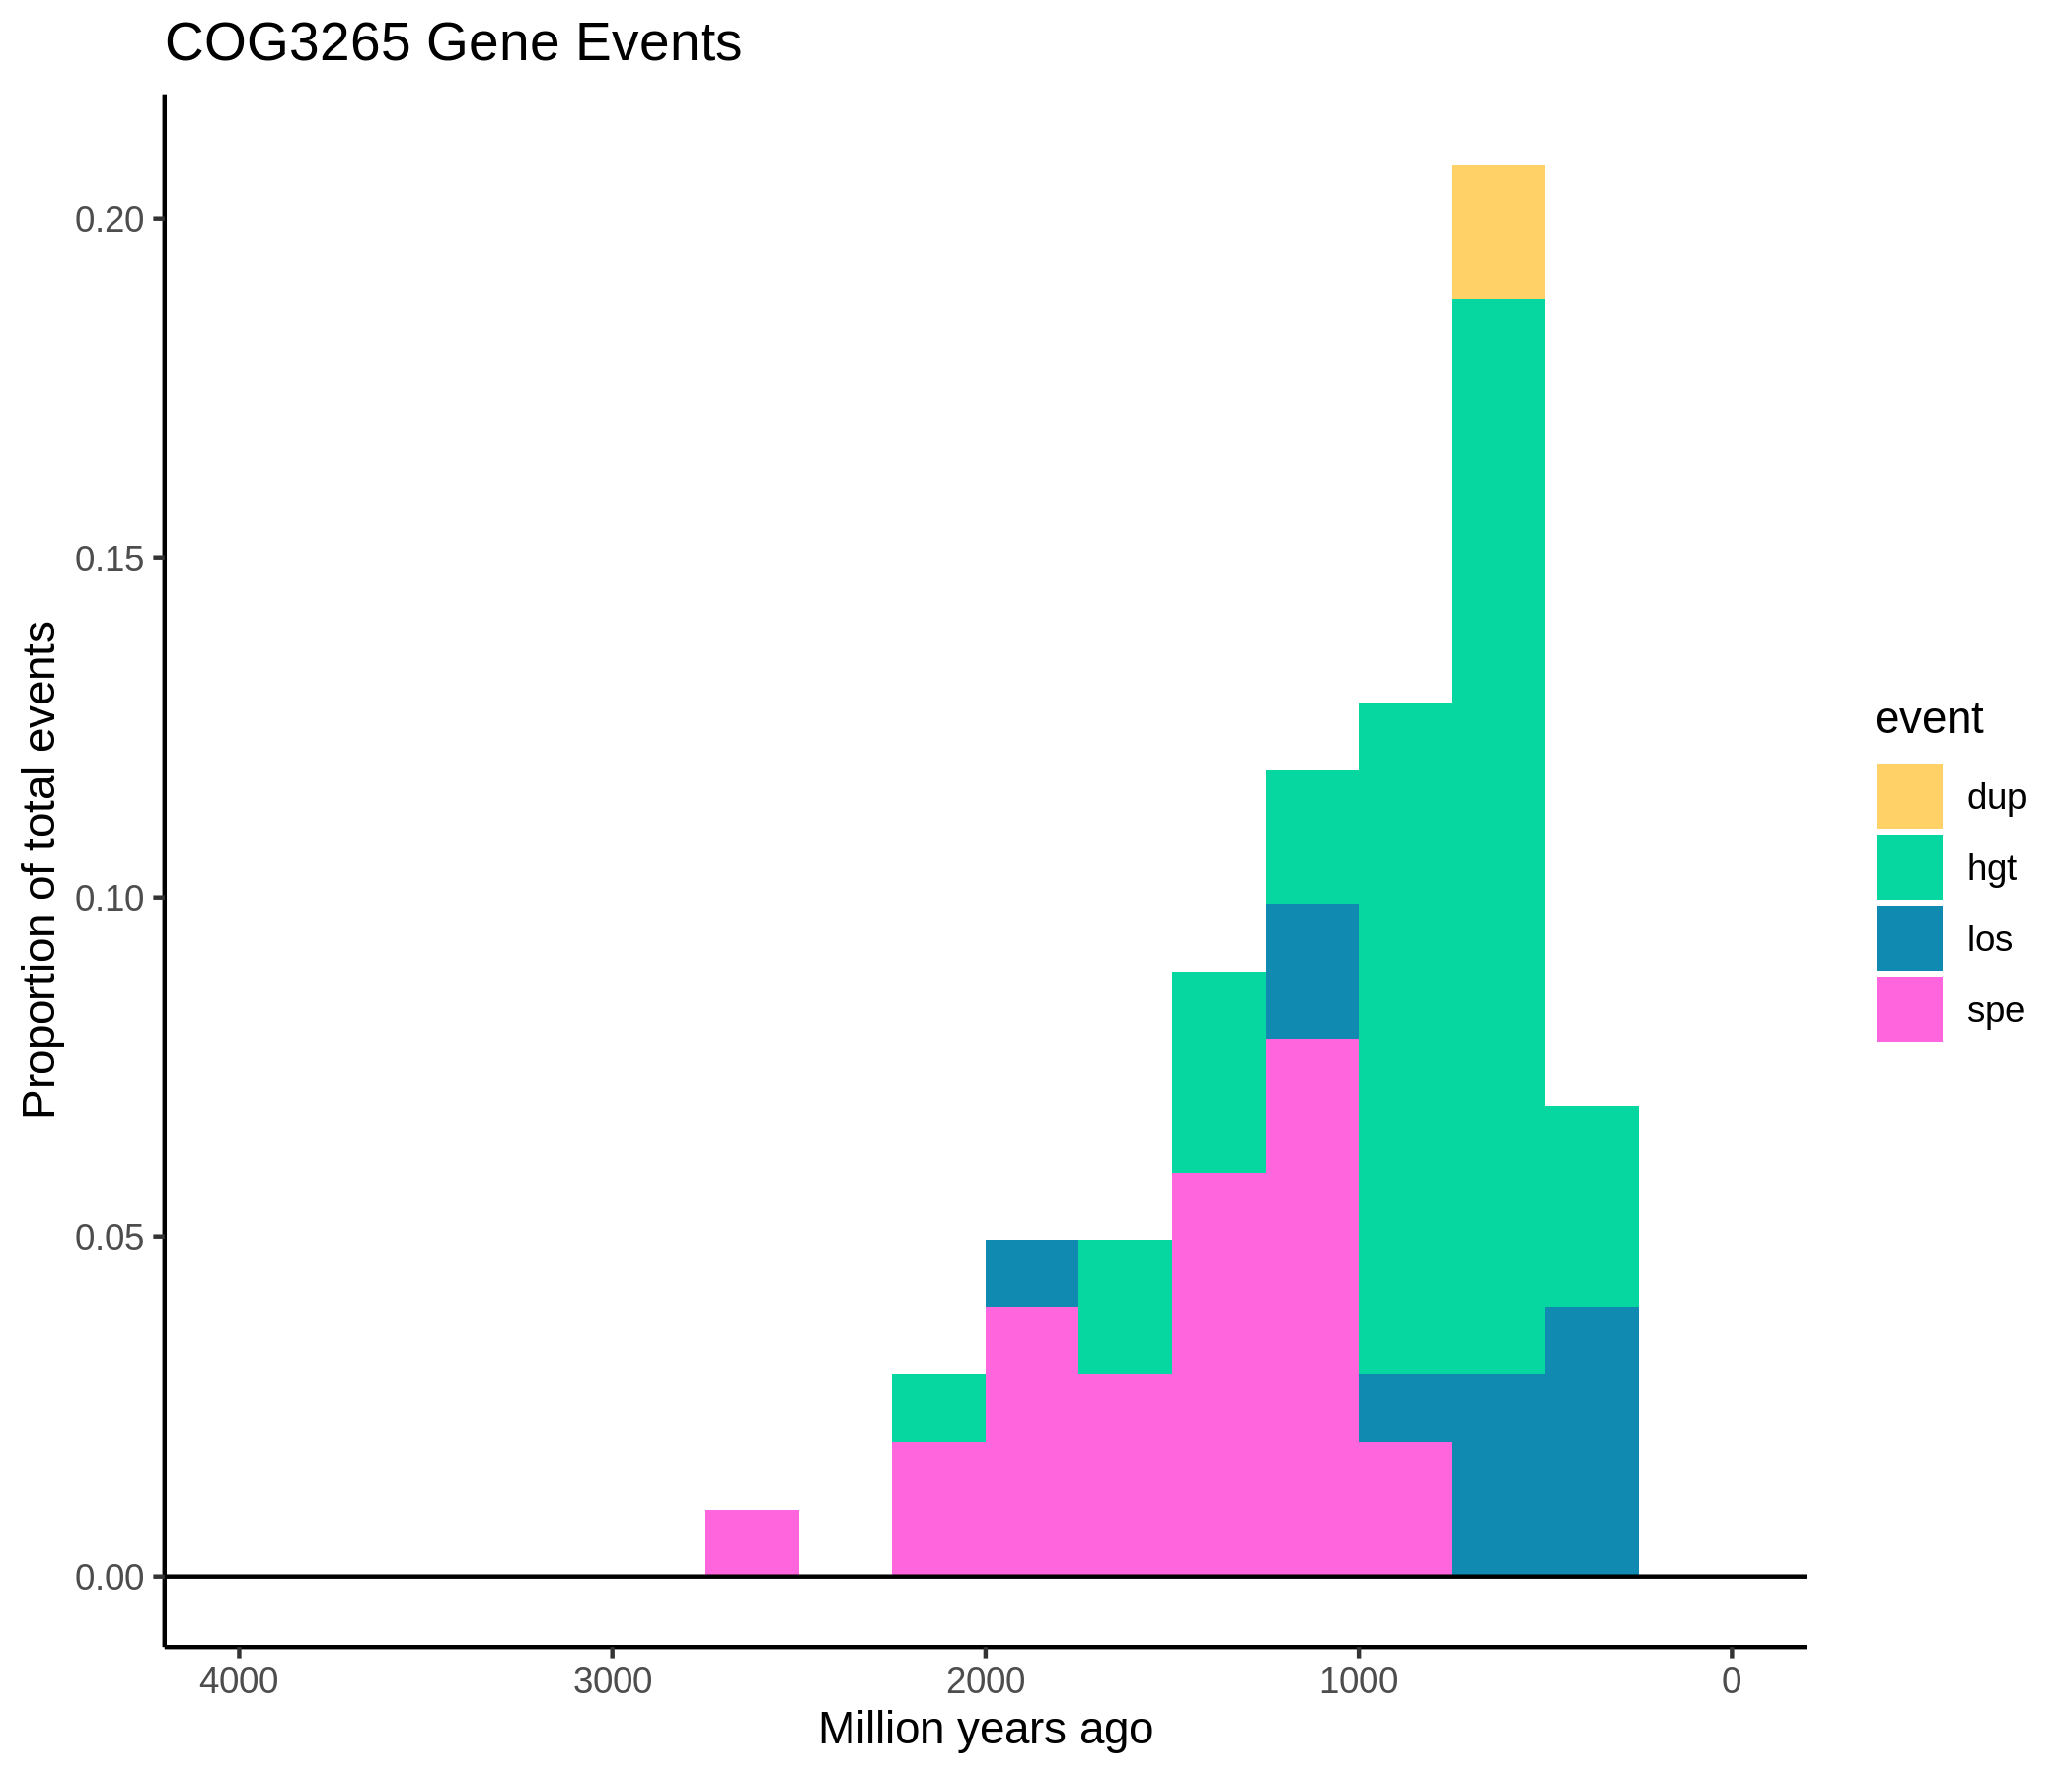 COG3265 Gene Events
Proportion of total events
0.20
0.15
0.10
0.05
0.00
4000 3000 2000 1000 0
Million years ago
event
dup
hgt
los
spe